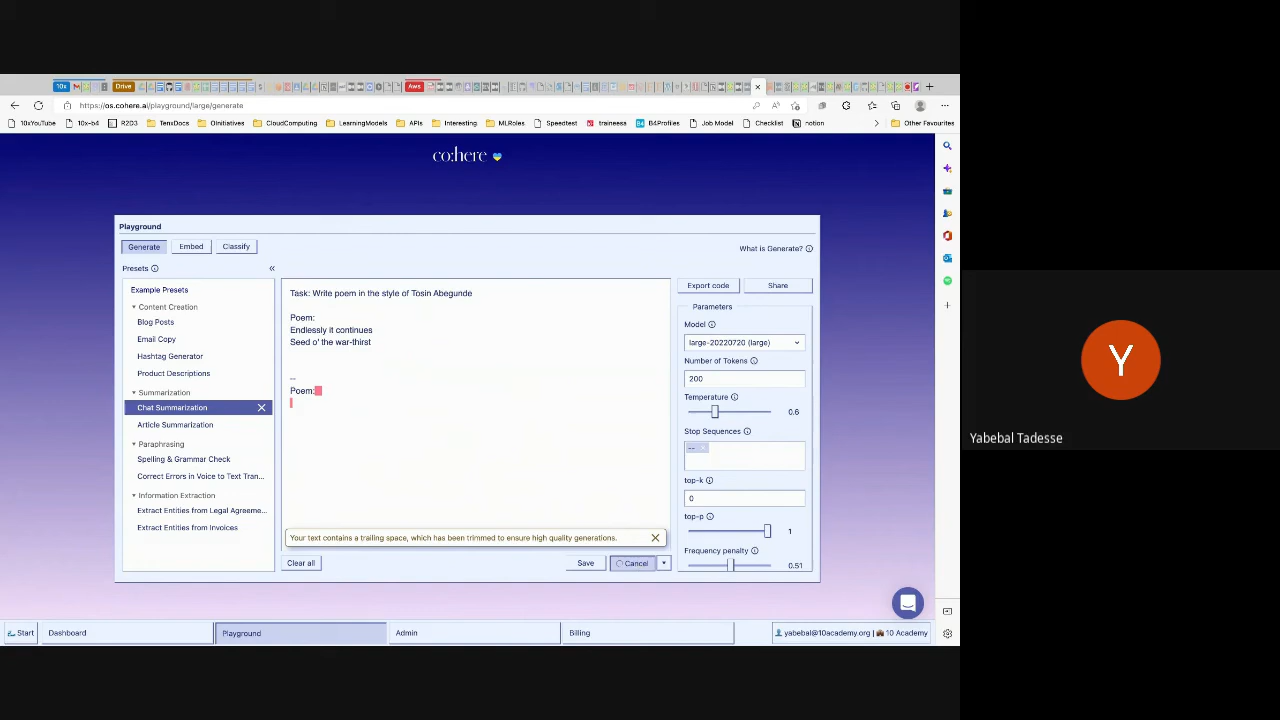 10x
Drive
Aws
https://os.cohere.ai/playground/large/generate
10xYouTube 10x-b4 R2D3 TenxDocs OInitiatives CloudComputing LearningModels APIs Interesting MLRoles Speedtest traineess B4Profiles Job Model Checklist notion Other Favourites
co:here
Playground
Generate Embed Classify
What is Generate?
Presets
Example Presets
Content Creation
Blog Posts
Email Copy
Hashtag Generator
Product Descriptions
Summarization
Chat Summarization
Article Summarization
Paraphrasing
Spelling & Grammar Check
Correct Errors in Voice to Text Tran...
Information Extraction
Extract Entities from Legal Agreeme...
Extract Entities from Invoices
Task: Write poem in the style of Tosin Abegunde
Poem:
Endlessly it continues
Seed o' the war-thirst
--
Poem:
Your text contains a trailing space, which has been trimmed to ensure high quality generations.
Clear all
Save
Cancel
Export code
Share
Parameters
Model
large-20220720 (large)
Number of Tokens
200
Temperature
0.6
Stop Sequences
--
top-k
0
top-p
1
Frequency penalty
0.51
Start
Dashboard
Playground
Admin
Billing
yabebal@10academy.org | 10 Academy
Y
Yabebal Tadesse